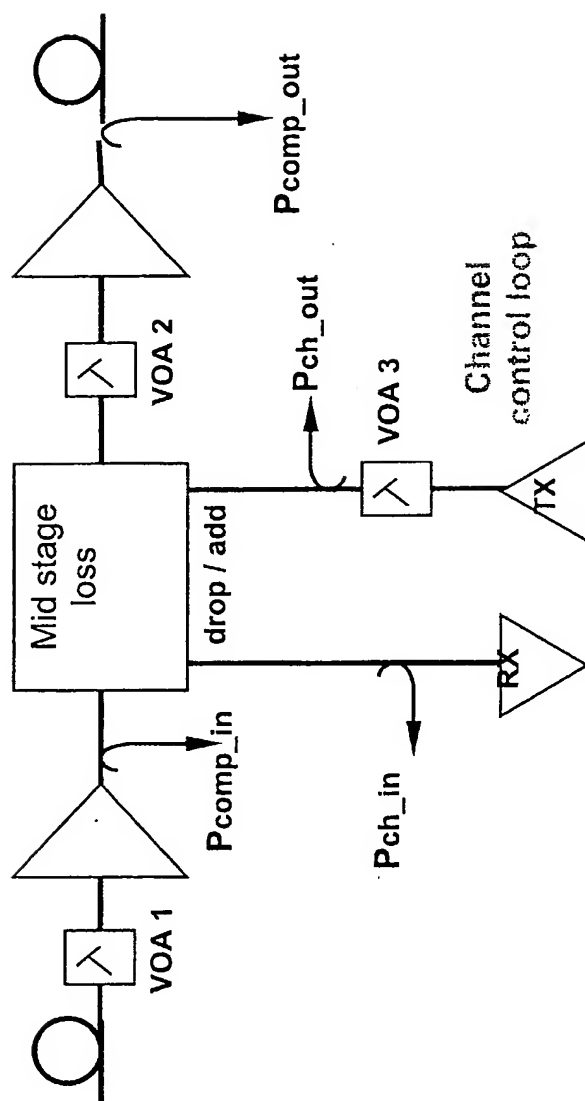 Mid stage
loss
drop / add
VOA 1
VOA 2
VOA 3
Pcomp_in
Pcomp_out
Pch_in
Pch_out
RX
TX
Channel
control loop